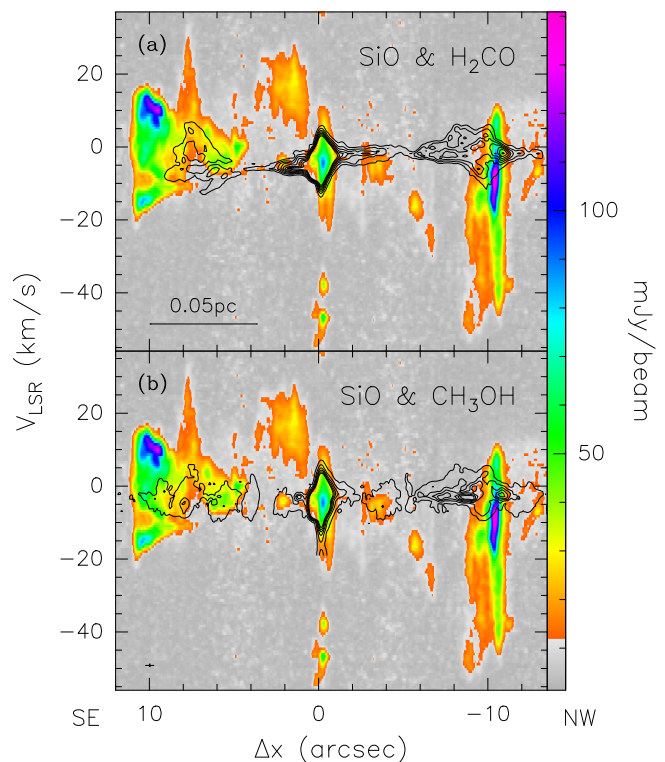 (a)
SiO & H₂CO
20
0
−20
−40
0.05pc
(b)
SiO & CH₃OH
20
0
−20
−40
V_LSR (km/s)
SE
10
0
−10
NW
Δx (arcsec)
100
50
mJy/beam